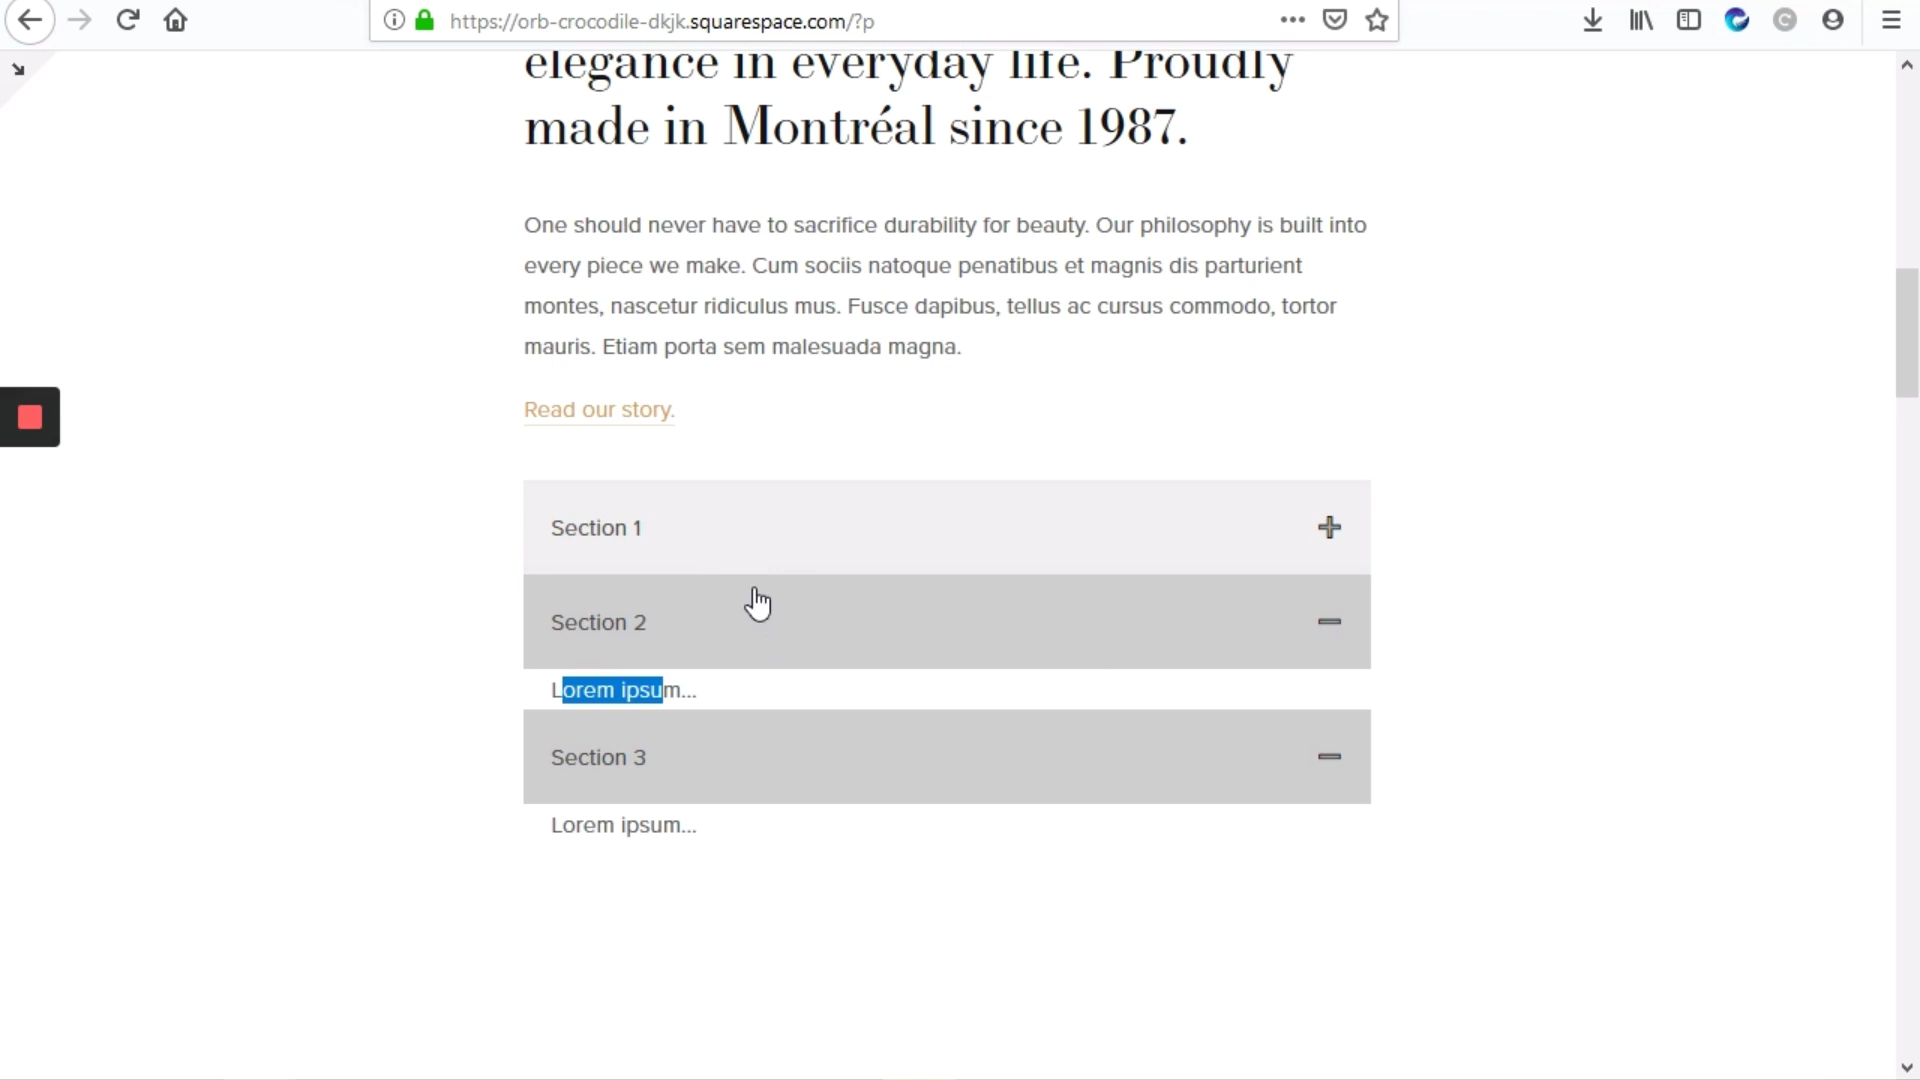 https://orb-crocodile-dkjk.squarespace.com/?p
elegance in everyday life. Proudly
made in Montréal since 1987.
One should never have to sacrifice durability for beauty. Our philosophy is built into
every piece we make. Cum sociis natoque penatibus et magnis dis parturient
montes, nascetur ridiculus mus. Fusce dapibus, tellus ac cursus commodo, tortor
mauris. Etiam porta sem malesuada magna.
Read our story.
Section 1
Section 2
Lorem ipsum...
Section 3
Lorem ipsum...